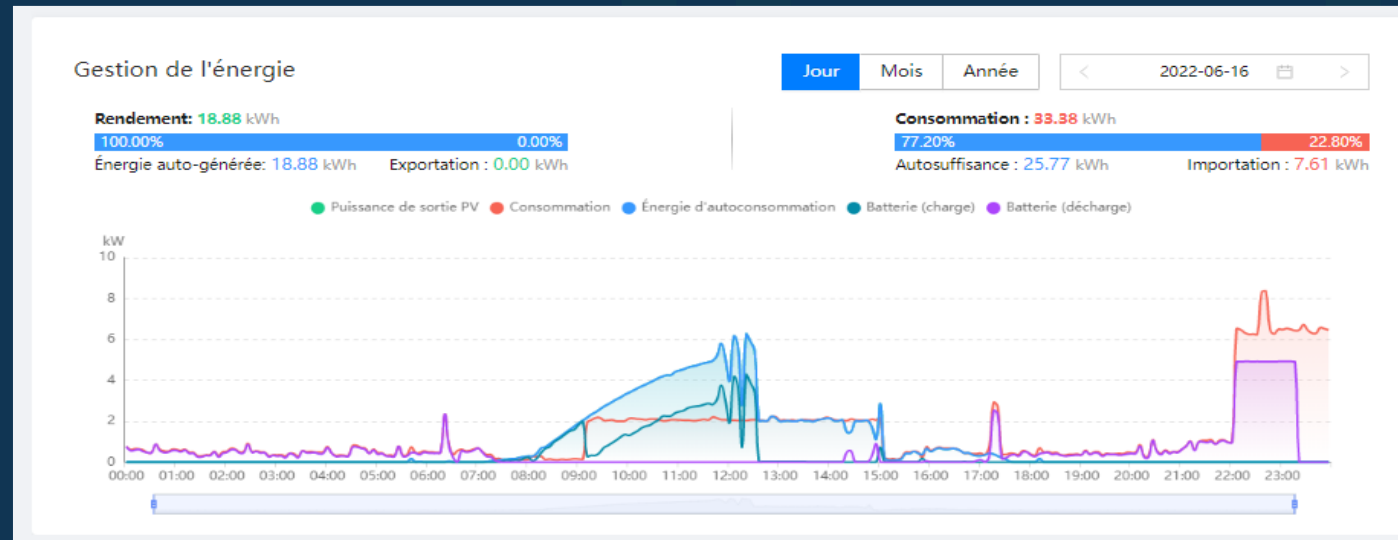 Gestion de l'énergie
Jour Mois Année < 2022-06-16 >
Rendement: 18.88 kWh
100.00% 0.00%
Énergie auto-générée: 18.88 kWh Exportation : 0.00 kWh
Consommation : 33.38 kWh
77.20% 22.80%
Autosuffisance : 25.77 kWh Importation : 7.61 kWh
Puissance de sortie PV Consommation Énergie d'autoconsommation Batterie (charge) Batterie (décharge)
kW
10
8
6
4
2
0
00:00 01:00 02:00 03:00 04:00 05:00 06:00 07:00 08:00 09:00 10:00 11:00 12:00 13:00 14:00 15:00 16:00 17:00 18:00 19:00 20:00 21:00 22:00 23:00